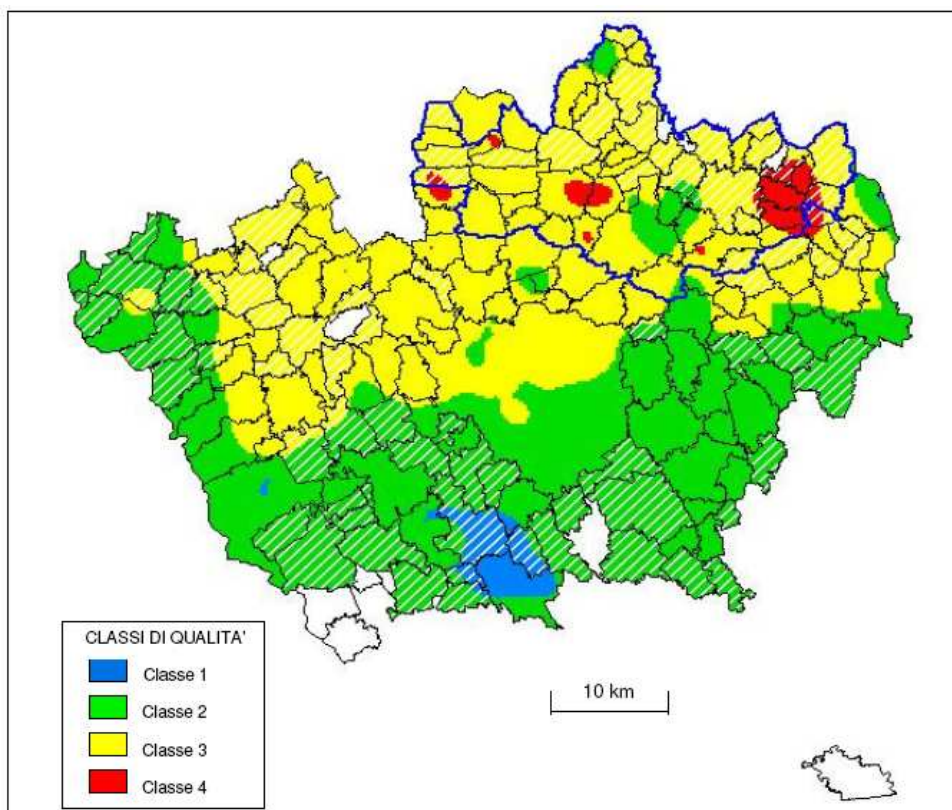 CLASSI DI QUALITA'
Classe 1
Classe 2
Classe 3
Classe 4
10 km